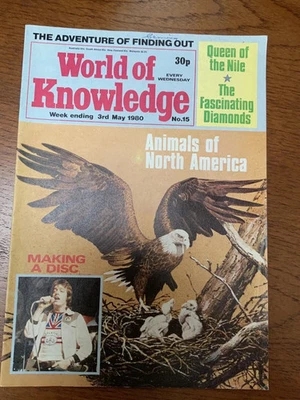 THE ADVENTURE OF FINDING OUT
World of
Knowledge
30p
EVERY
WEDNESDAY
Week ending 3rd May 1980 No.15
Queen of
the Nile
★
The
Fascinating
Diamonds
Animals of
North America
MAKING
A DISC